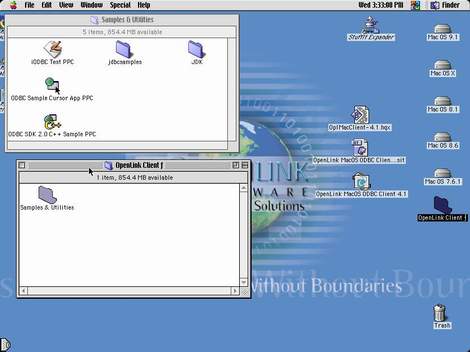 File Edit View Window Special Help
Wed 3:33:00 PM
Finder
Samples & Utilities
5 items, 854.4 MB available
iODBC Test PPC
jdbcsamples
JDK
ODBC Sample Cursor App PPC
ODBC SDK 2.0 C++ Sample PPC
OpenLink Client ƒ
1 item, 854.4 MB available
Samples & Utilities
StuffIt Expander
Mac OS 9.1
Mac OS X
Mac OS 8.1
OplMacClient-4.1.hqx
Mac OS 8.6
OpenLink MacOS ODBC Clien....sit
Mac OS 7.6.1
OpenLink MacOS ODBC Client-4.1
OpenLink Client ƒ
LINK
WARE
Solutions
Without Boundaries
Without Boun
Trash